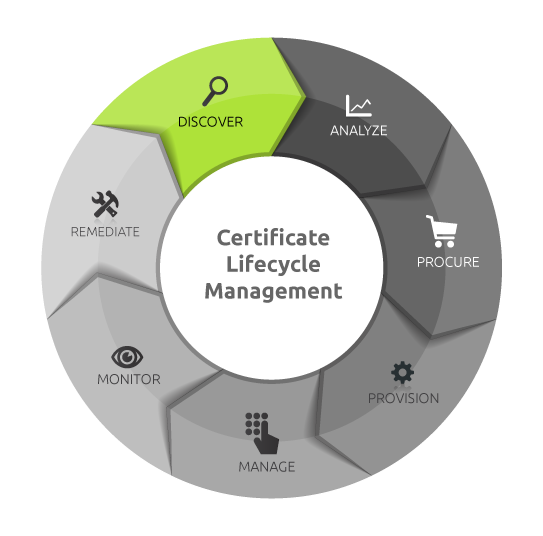 DISCOVER
ANALYZE
PROCURE
PROVISION
MANAGE
MONITOR
REMEDIATE
Certificate
Lifecycle
Management